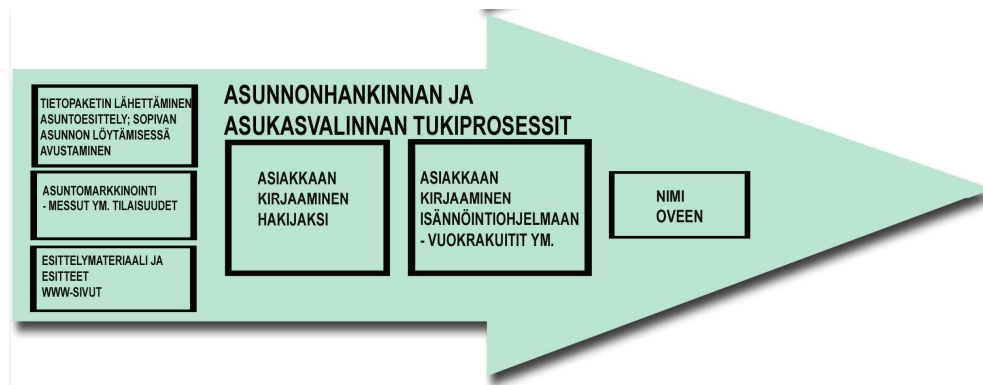 ASUNNONHANKINNAN JA
ASUKASVALINNAN TUKIPROSESSIT
TIETOPAKETIN LÄHETTÄMINEN
ASUNTOESITTELY; SOPIVAN
ASUNNON LÖYTÄMISESSÄ
AVUSTAMINEN
ASUNTOMARKKINOINTI
- MESSUT YM. TILAISUUDET
ESITTELYMATERIAALI JA
ESITTEET
WWW-SIVUT
ASIAKKAAN
KIRJAAMINEN
HAKIJAKSI
ASIAKKAAN
KIRJAAMINEN
ISÄNNÖINTIOHJELMAAN
- VUOKRAKUITIT YM.
NIMI
OVEEN